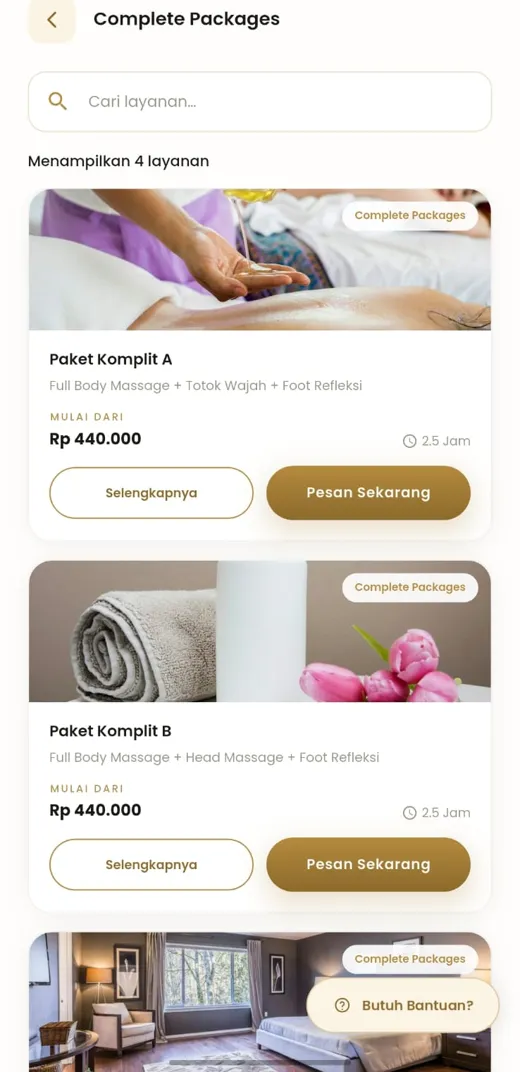 Complete Packages
Cari layanan...
Menampilkan 4 layanan
Complete Packages
Paket Komplit A
Full Body Massage + Totok Wajah + Foot Refleksi
MULAI DARI
Rp 440.000
2.5 Jam
Selengkapnya
Pesan Sekarang
Complete Packages
Paket Komplit B
Full Body Massage + Head Massage + Foot Refleksi
MULAI DARI
Rp 440.000
2.5 Jam
Selengkapnya
Pesan Sekarang
Complete Packages
Butuh Bantuan?